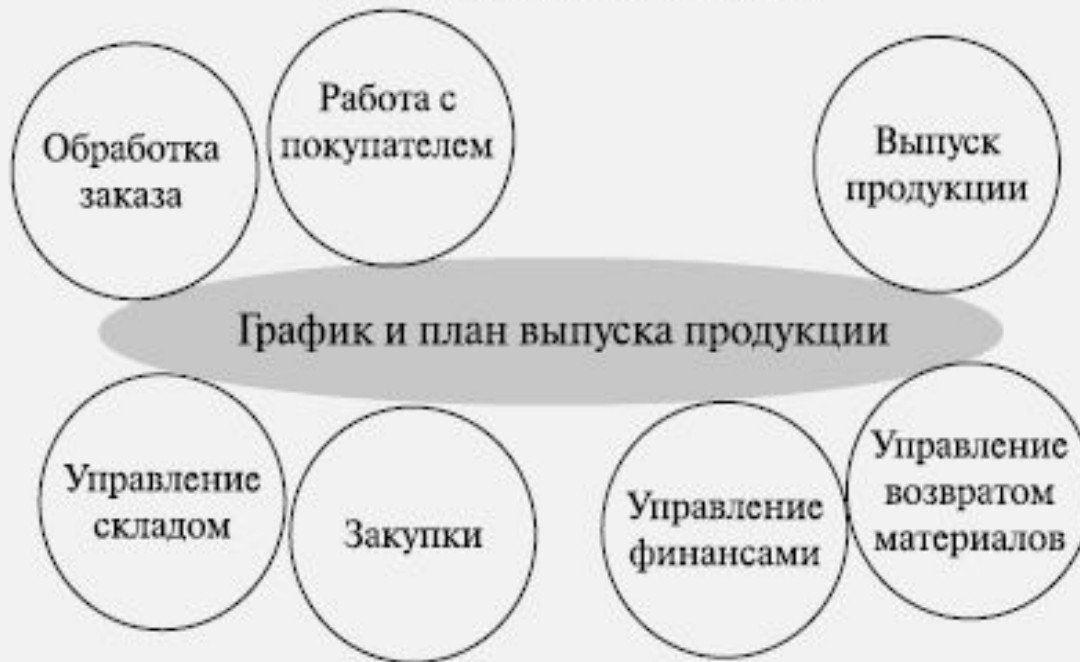 Обработка
заказа
Работа с
покупателем
Выпуск
продукции
График и план выпуска продукции
Управление
складом
Закупки
Управление
финансами
Управление
возвратом
материалов